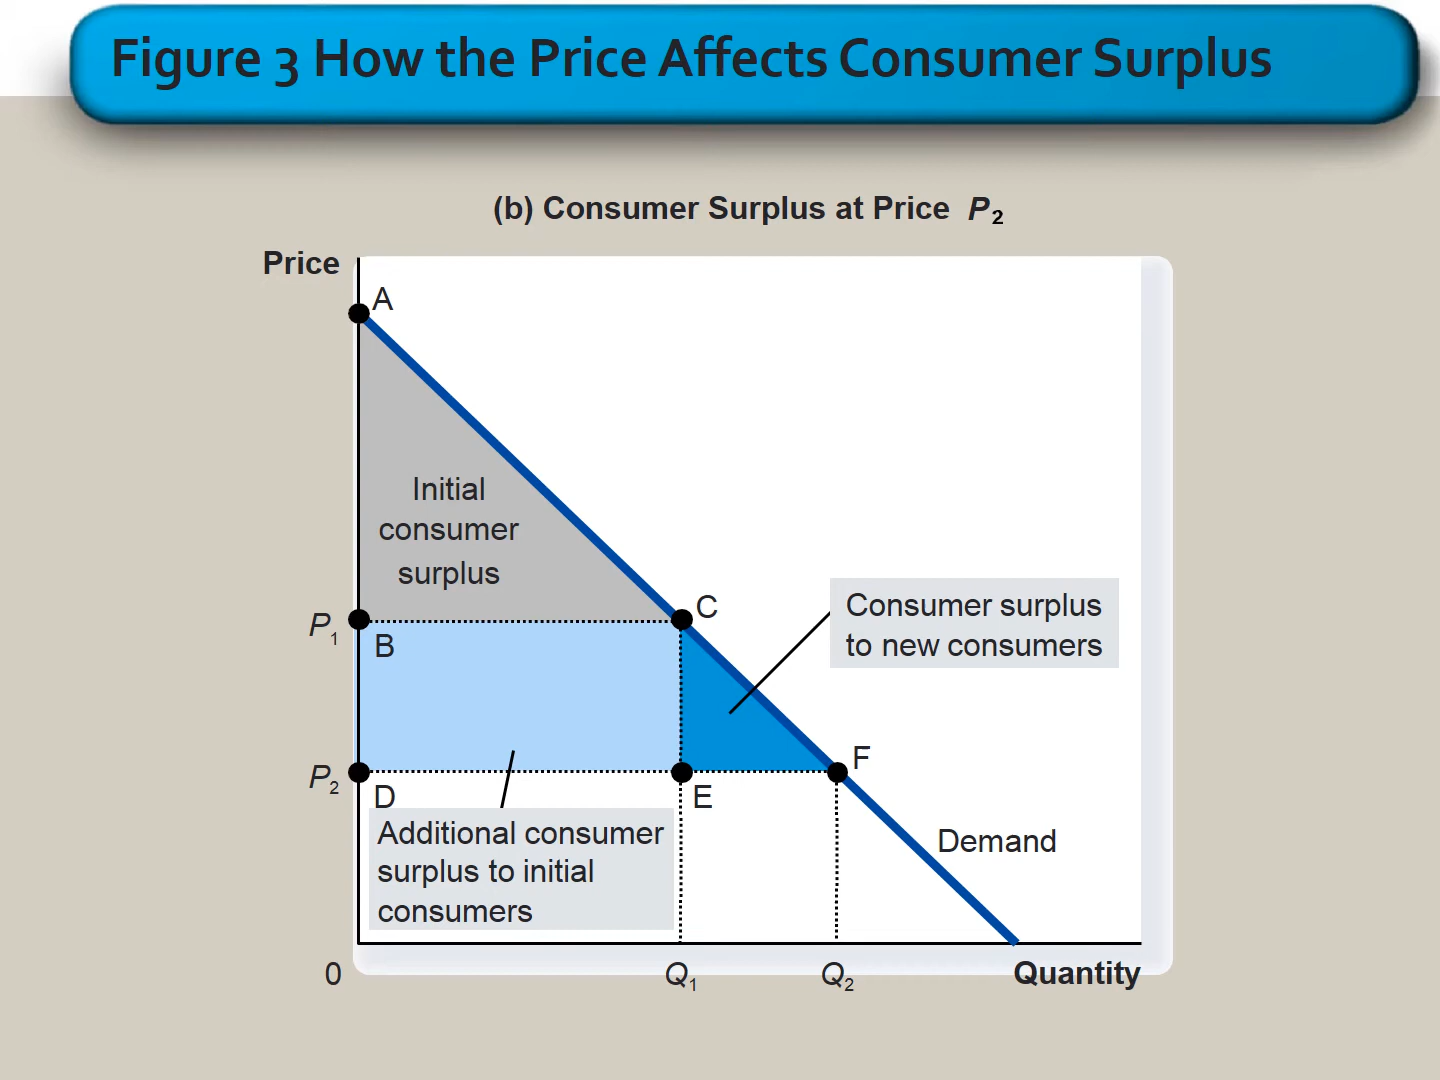 Figure 3 How the Price Affects Consumer Surplus
(b) Consumer Surplus at Price P2
Price
A
Initial
consumer
surplus
P1
B
C
Consumer surplus
to new consumers
P2
D
E
F
Additional consumer
surplus to initial
consumers
Demand
0
Q1
Q2
Quantity